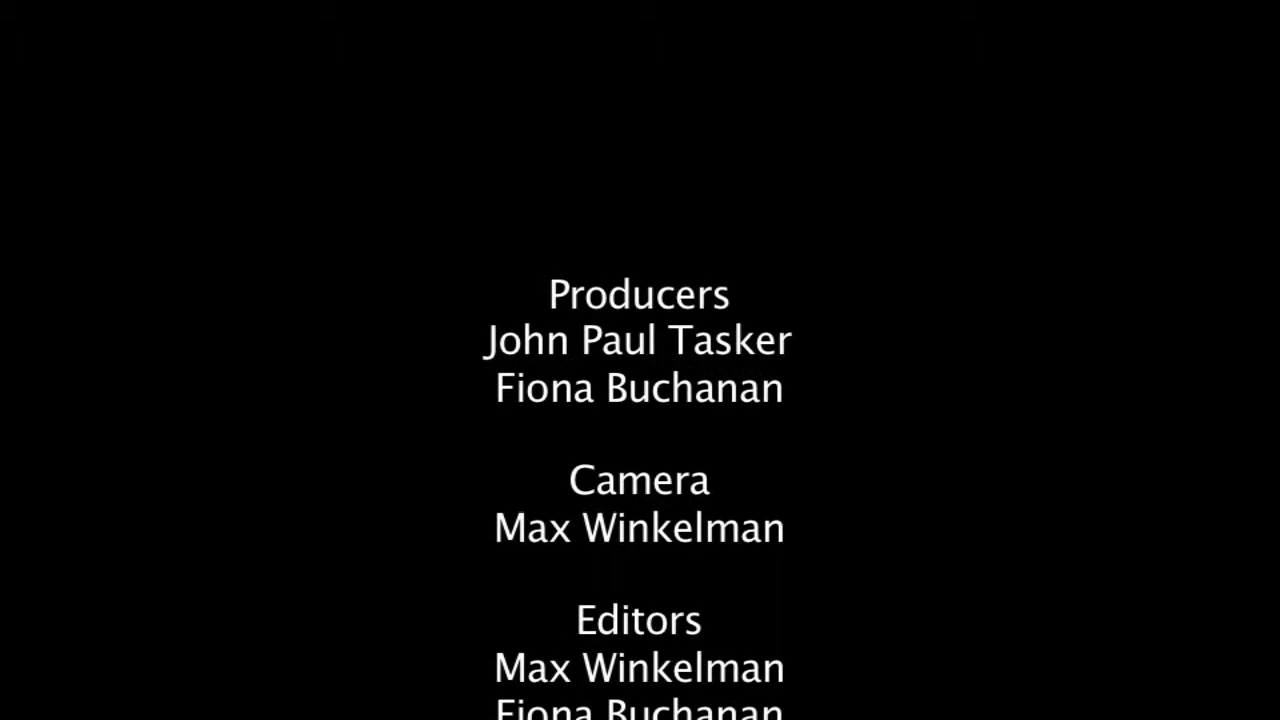 Producers
John Paul Tasker
Fiona Buchanan
Camera
Max Winkelman
Editors
Max Winkelman
Fiona Buchanan